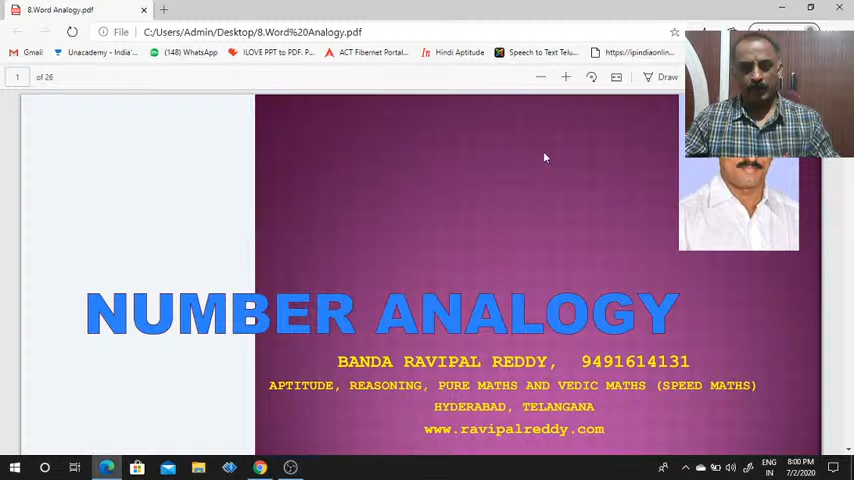 8.Word Analogy.pdf
File C:/Users/Admin/Desktop/8.Word%20Analogy.pdf
Gmail Unacademy - India'... (148) WhatsApp ILOVE PPT to PDF. P... ACT Fibernet Portal... Hindi Aptitude Speech to Text Telu... https://ipindiaonlin...
1 of 26 Draw
NUMBER ANALOGY
BANDA RAVIPAL REDDY, 9491614131
APTITUDE, REASONING, PURE MATHS AND VEDIC MATHS (SPEED MATHS)
HYDERABAD, TELANGANA
www.ravipalreddy.com
ENG 8:00 PM
IN 7/2/2020